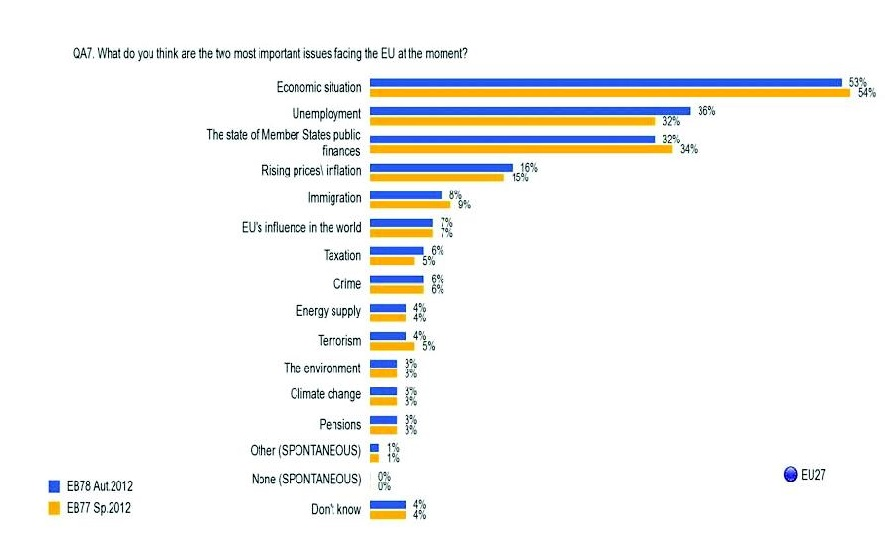 QA7. What do you think are the two most important issues facing the EU at the moment?
Economic situation
53%
54%
Unemployment
36%
32%
The state of Member States public
finances
32%
34%
Rising prices\ inflation
16%
15%
Immigration
8%
9%
EU's influence in the world
7%
7%
Taxation
6%
5%
Crime
6%
6%
Energy supply
4%
4%
Terrorism
4%
5%
The environment
3%
3%
Climate change
3%
3%
Pensions
3%
3%
Other (SPONTANEOUS)
1%
1%
None (SPONTANEOUS)
0%
0%
Don't know
4%
4%
EB78 Aut.2012
EB77 Sp.2012
EU27